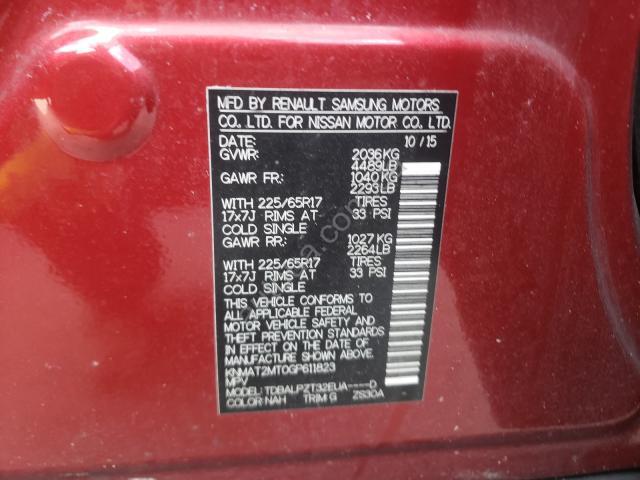 MFD BY RENAULT SAMSUNG MOTORS
CO. LTD. FOR NISSAN MOTOR CO. LTD.
DATE: 10/15
GVWR: 2036KG
4489LB
GAWR FR: 1040KG
2293LB
WITH 225/65R17 TIRES
17x7J RIMS AT 33 PSI
COLD SINGLE
GAWR RR: 1027 KG
2264LB
WITH 225/65R17 TIRES
17x7J RIMS AT 33 PSI
COLD SINGLE
THIS VEHICLE CONFORMS TO
ALL APPLICABLE FEDERAL
MOTOR VEHICLE SAFETY AND
THEFT PREVENTION STANDARDS
IN EFFECT ON THE DATE OF
MANUFACTURE SHOWN ABOVE.
KNMAT2MT0GP611823
MPV
MODEL: TDBALPZT32EUA----D
COLOR: NAH TRIM G ZS30A